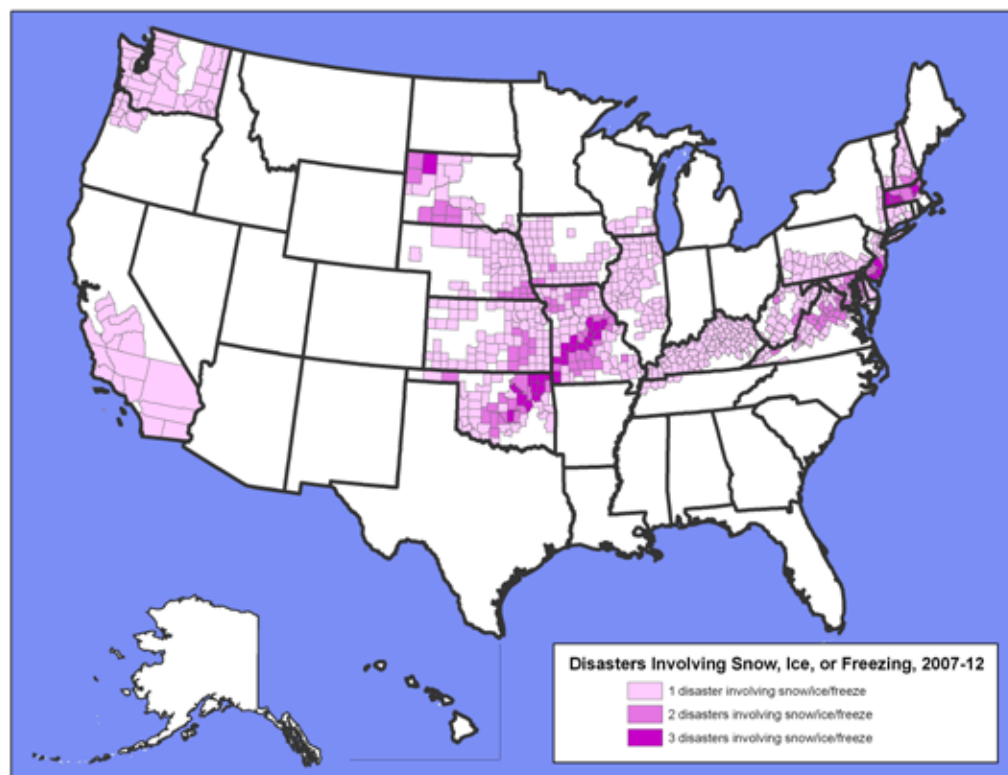 Disasters Involving Snow, Ice, or Freezing, 2007-12
1 disaster involving snow/ice/freeze
2 disasters involving snow/ice/freeze
3 disasters involving snow/ice/freeze